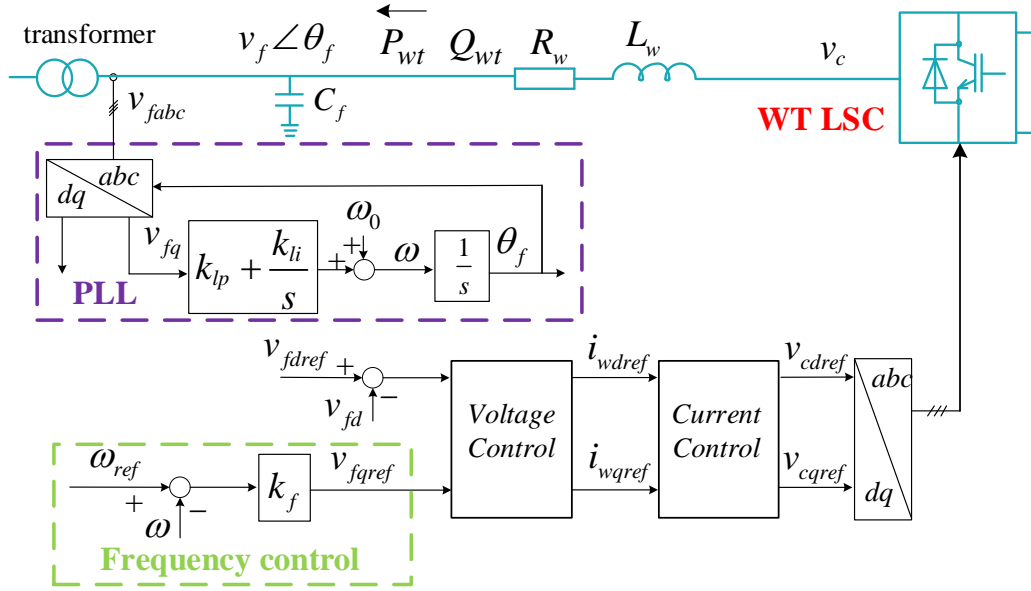 transformer
v_f∠θ_f
P_wt
Q_wt
R_w
L_w
v_c
v_fabc
C_f
WT LSC
abc
dq
v_fq
k_lp + k_li/s
+
+
ω_0
ω
1/s
θ_f
PLL
v_fdref
+
v_fd
−
Voltage
Control
i_wdref
i_wqref
Current
Control
v_cdref
v_cqref
abc
dq
ω_ref
+
ω
−
k_f
v_fqref
Frequency control